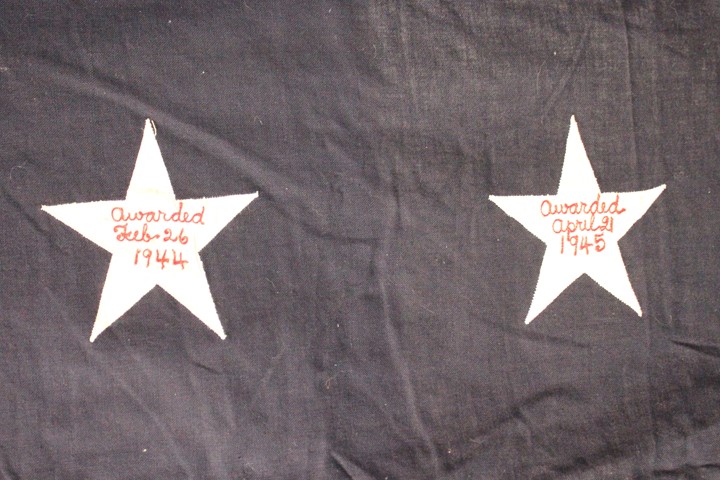 Awarded
Feb. 26
1944
Awarded
April 21
1945